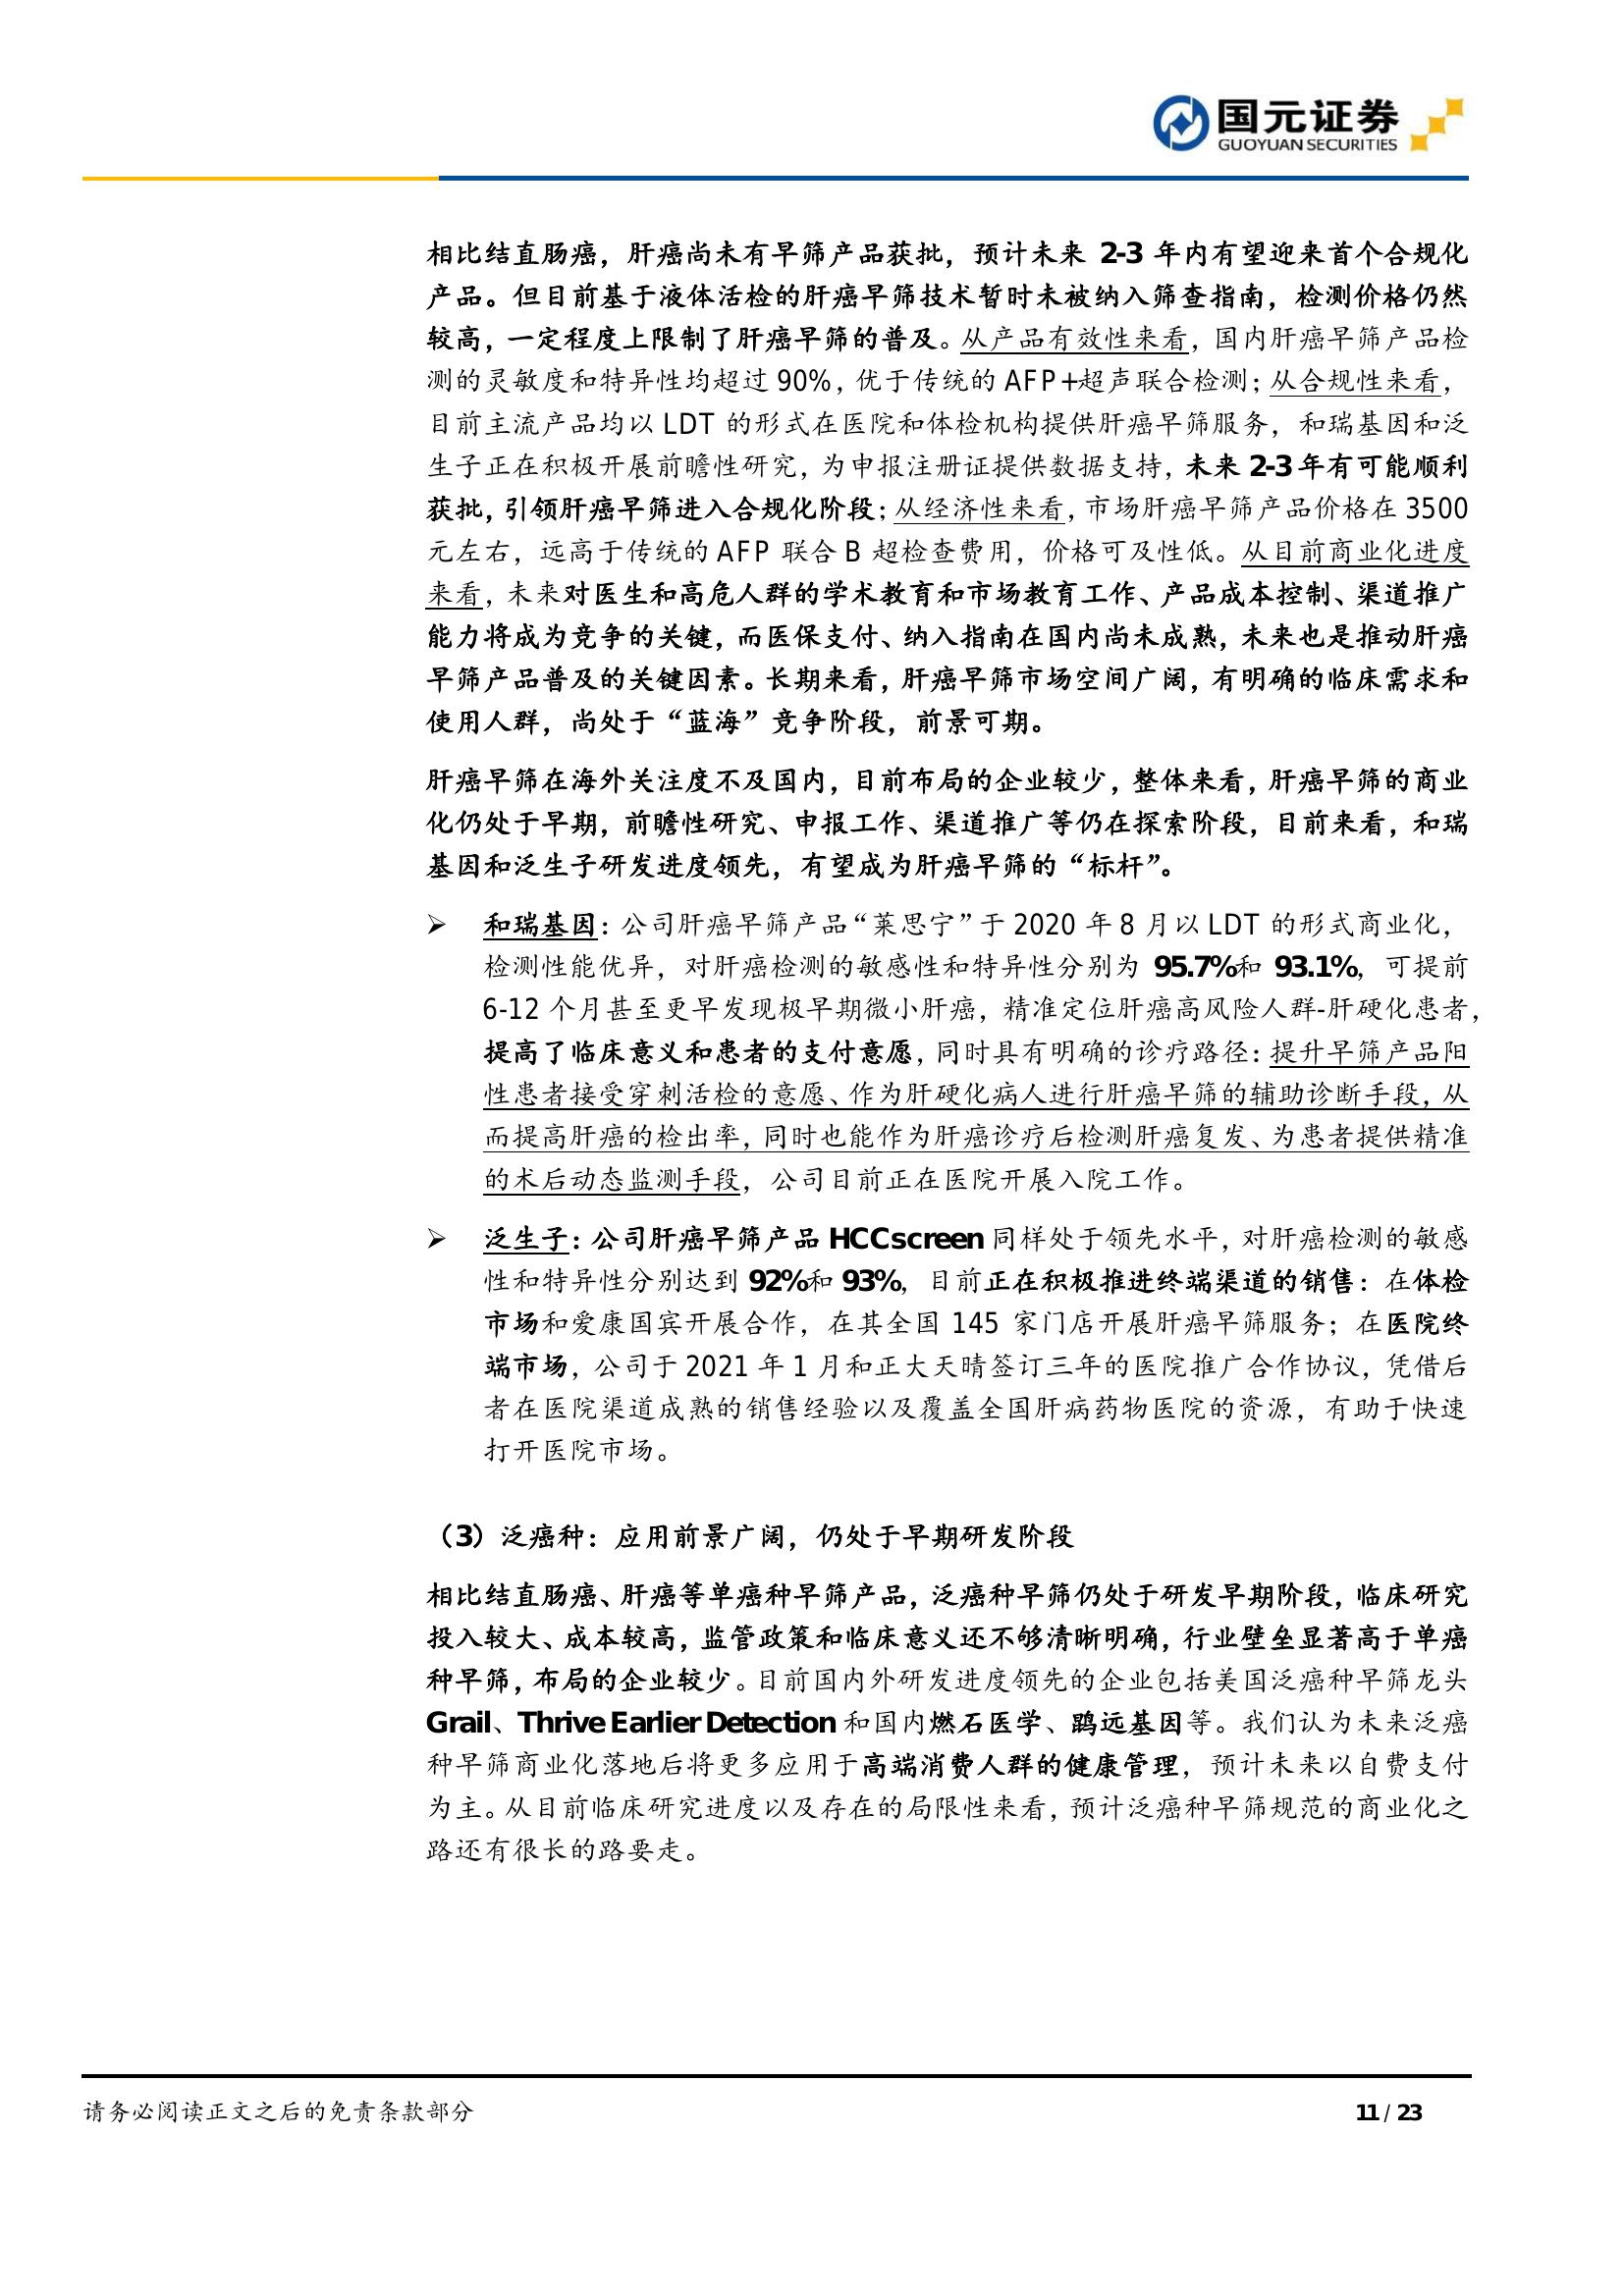 国元证券
GUOYUAN SECURITIES
相比结直肠癌，肝癌尚未有早筛产品获批，预计未来 2-3 年内有望迎来首个合规化
产品。但目前基于液体活检的肝癌早筛技术暂时未被纳入筛查指南，检测价格仍然
较高，一定程度上限制了肝癌早筛的普及。从产品有效性来看，国内肝癌早筛产品检
测的灵敏度和特异性均超过 90%，优于传统的 AFP+超声联合检测；从合规性来看，
目前主流产品均以 LDT 的形式在医院和体检机构提供肝癌早筛服务，和瑞基因和泛
生子正在积极开展前瞻性研究，为申报注册证提供数据支持，未来 2-3 年有可能顺利
获批，引领肝癌早筛进入合规化阶段；从经济性来看，市场肝癌早筛产品价格在 3500
元左右，远高于传统的 AFP 联合 B 超检查费用，价格可及性低。从目前商业化进度
来看，未来对医生和高危人群的学术教育和市场教育工作、产品成本控制、渠道推广
能力将成为竞争的关键，而医保支付、纳入指南在国内尚未成熟，未来也是推动肝癌
早筛产品普及的关键因素。长期来看，肝癌早筛市场空间广阔，有明确的临床需求和
使用人群，尚处于“蓝海”竞争阶段，前景可期。
肝癌早筛在海外关注度不及国内，目前布局的企业较少，整体来看，肝癌早筛的商业
化仍处于早期，前瞻性研究、申报工作、渠道推广等仍在探索阶段，目前来看，和瑞
基因和泛生子研发进度领先，有望成为肝癌早筛的“标杆”。
➢ 和瑞基因：公司肝癌早筛产品“莱思宁”于 2020 年 8 月以 LDT 的形式商业化，
检测性能优异，对肝癌检测的敏感性和特异性分别为 95.7%和 93.1%，可提前
6-12 个月甚至更早发现极早期微小肝癌，精准定位肝癌高风险人群-肝硬化患者，
提高了临床意义和患者的支付意愿，同时具有明确的诊疗路径：提升早筛产品阳
性患者接受穿刺活检的意愿、作为肝硬化病人进行肝癌早筛的辅助诊断手段，从
而提高肝癌的检出率，同时也能作为肝癌诊疗后检测肝癌复发、为患者提供精准
的术后动态监测手段，公司目前正在医院开展入院工作。
➢ 泛生子：公司肝癌早筛产品 HCCscreen 同样处于领先水平，对肝癌检测的敏感
性和特异性分别达到 92%和 93%，目前正在积极推进终端渠道的销售：在体检
市场和爱康国宾开展合作，在其全国 145 家门店开展肝癌早筛服务；在医院终
端市场，公司于 2021 年 1 月和正大天晴签订三年的医院推广合作协议，凭借后
者在医院渠道成熟的销售经验以及覆盖全国肝病药物医院的资源，有助于快速
打开医院市场。
（3）泛癌种：应用前景广阔，仍处于早期研发阶段
相比结直肠癌、肝癌等单癌种早筛产品，泛癌种早筛仍处于研发早期阶段，临床研究
投入较大、成本较高，监管政策和临床意义还不够清晰明确，行业壁垒显著高于单癌
种早筛，布局的企业较少。目前国内外研发进度领先的企业包括美国泛癌种早筛龙头
Grail、Thrive Earlier Detection 和国内燃石医学、鹍远基因等。我们认为未来泛癌
种早筛商业化落地后将更多应用于高端消费人群的健康管理，预计未来以自费支付
为主。从目前临床研究进度以及存在的局限性来看，预计泛癌种早筛规范的商业化之
路还有很长的路要走。
请务必阅读正文之后的免责条款部分
11 / 23